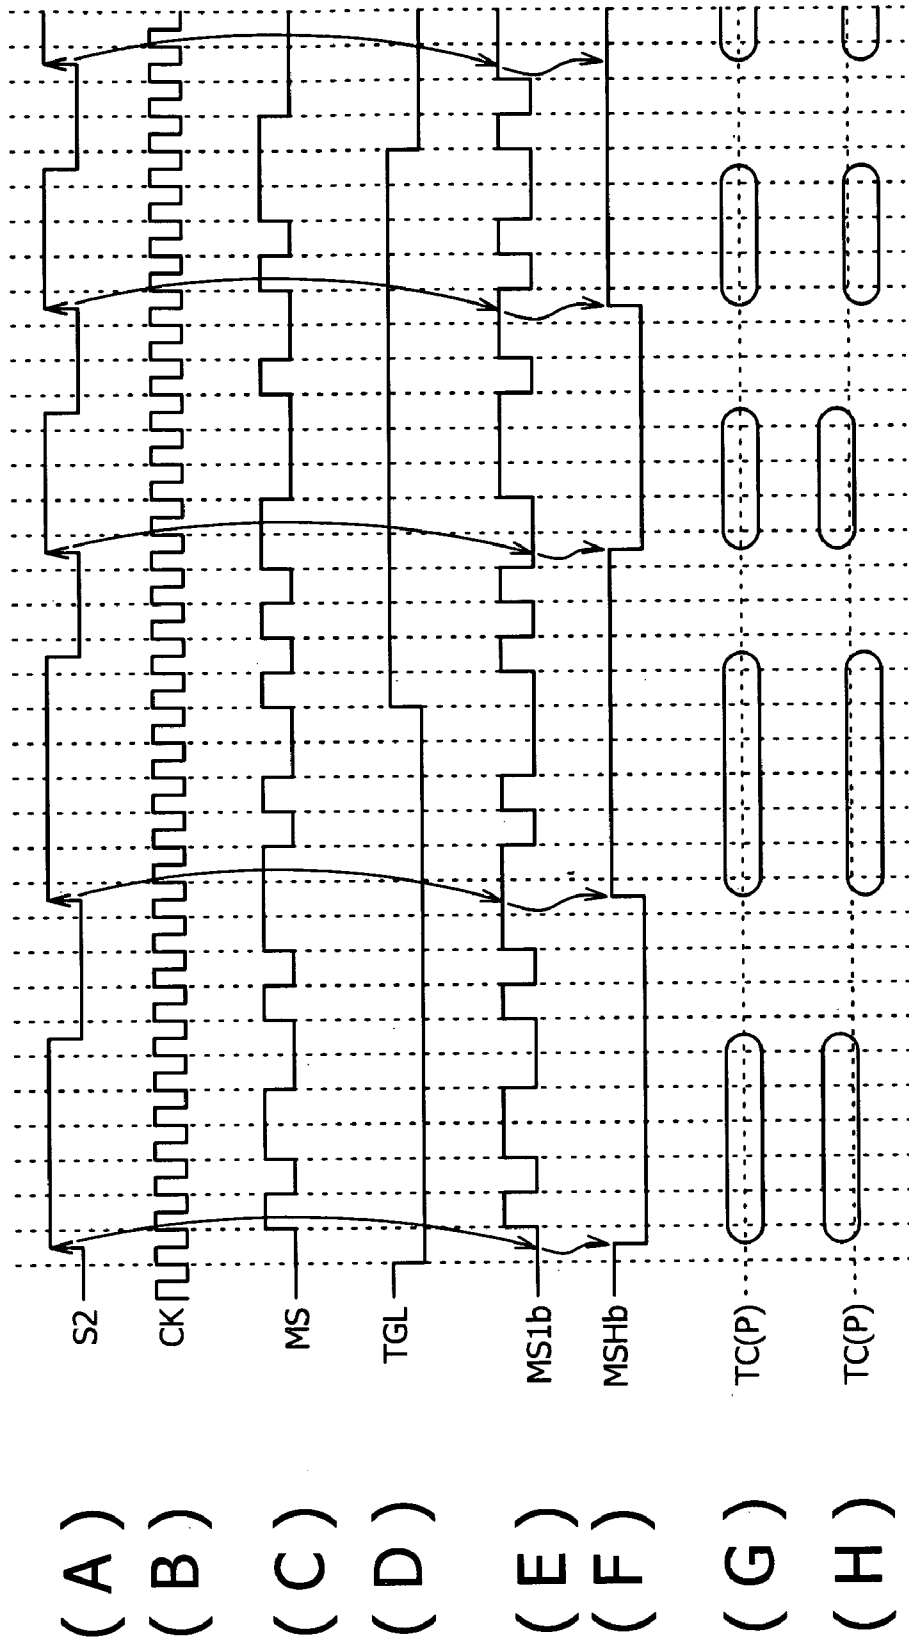 (A) S2
(B) CK
(C) MS
(D) TGL
(E) MS1b
(F) MSHb
(G) TC(P)
(H) TC(P)